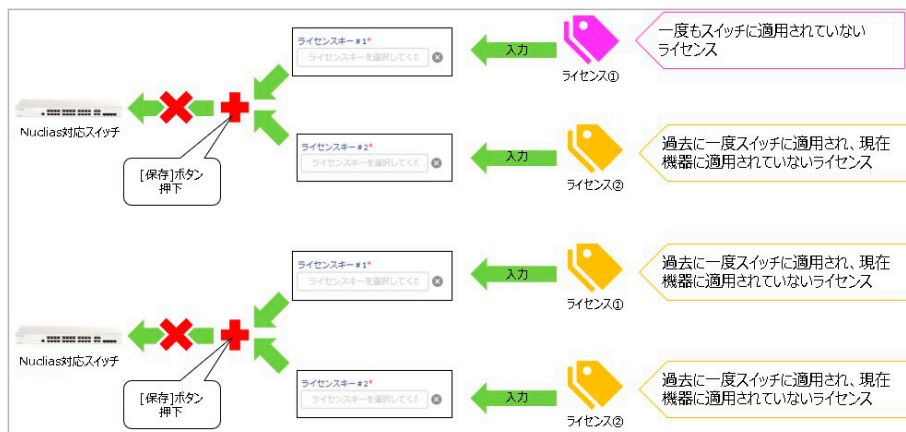 ライセンスキー#1*
ライセンスキーを選択してくだ
入力
ライセンス①
一度もスイッチに適用されていない
ライセンス
Nuclias対応スイッチ
[保存]ボタン
押下
ライセンスキー#2*
ライセンスキーを選択してくだ
入力
ライセンス②
過去に一度スイッチに適用され、現在
機器に適用されていないライセンス
ライセンスキー#1*
ライセンスキーを選択してくだ
入力
ライセンス①
過去に一度スイッチに適用され、現在
機器に適用されていないライセンス
Nuclias対応スイッチ
[保存]ボタン
押下
ライセンスキー#2*
ライセンスキーを選択してくだ
入力
ライセンス②
過去に一度スイッチに適用され、現在
機器に適用されていないライセンス